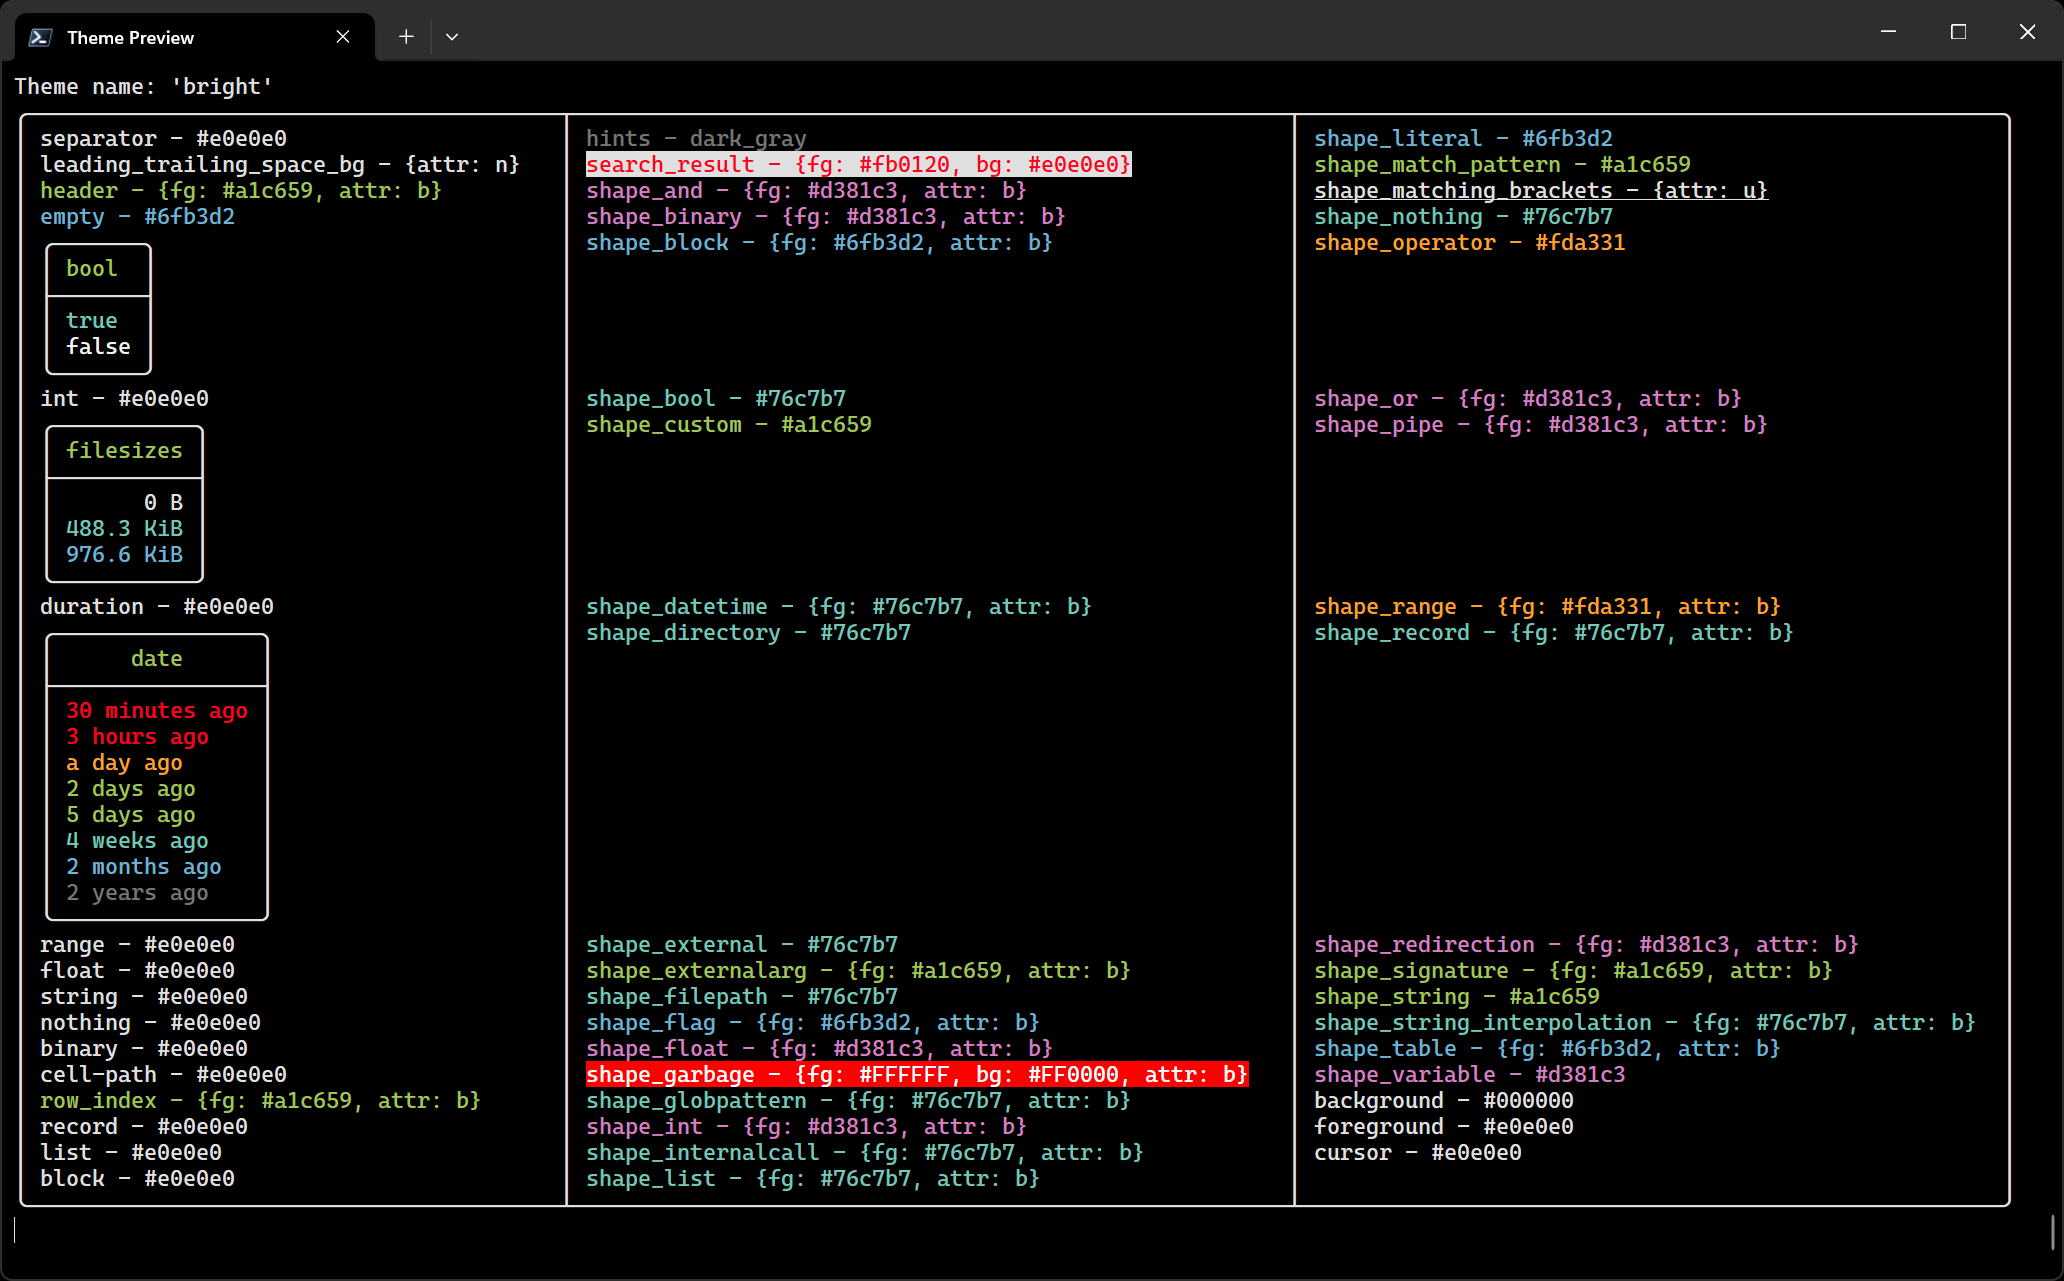 Theme Preview
Theme name: 'bright'
separator - #e0e0e0
leading_trailing_space_bg - {attr: n}
header - {fg: #a1c659, attr: b}
empty - #6fb3d2
bool
true
false
int - #e0e0e0
filesizes
0 B
488.3 KiB
976.6 KiB
duration - #e0e0e0
date
30 minutes ago
3 hours ago
a day ago
2 days ago
5 days ago
4 weeks ago
2 months ago
2 years ago
range - #e0e0e0
float - #e0e0e0
string - #e0e0e0
nothing - #e0e0e0
binary - #e0e0e0
cell-path - #e0e0e0
row_index - {fg: #a1c659, attr: b}
record - #e0e0e0
list - #e0e0e0
block - #e0e0e0
hints - dark_gray
search_result - {fg: #fb0120, bg: #e0e0e0}
shape_and - {fg: #d381c3, attr: b}
shape_binary - {fg: #d381c3, attr: b}
shape_block - {fg: #6fb3d2, attr: b}
shape_bool - #76c7b7
shape_custom - #a1c659
shape_datetime - {fg: #76c7b7, attr: b}
shape_directory - #76c7b7
shape_external - #76c7b7
shape_externalarg - {fg: #a1c659, attr: b}
shape_filepath - #76c7b7
shape_flag - {fg: #6fb3d2, attr: b}
shape_float - {fg: #d381c3, attr: b}
shape_garbage - {fg: #FFFFFF, bg: #FF0000, attr: b}
shape_globpattern - {fg: #76c7b7, attr: b}
shape_int - {fg: #d381c3, attr: b}
shape_internalcall - {fg: #76c7b7, attr: b}
shape_list - {fg: #76c7b7, attr: b}
shape_literal - #6fb3d2
shape_match_pattern - #a1c659
shape_matching_brackets - {attr: u}
shape_nothing - #76c7b7
shape_operator - #fda331
shape_or - {fg: #d381c3, attr: b}
shape_pipe - {fg: #d381c3, attr: b}
shape_range - {fg: #fda331, attr: b}
shape_record - {fg: #76c7b7, attr: b}
shape_redirection - {fg: #d381c3, attr: b}
shape_signature - {fg: #a1c659, attr: b}
shape_string - #a1c659
shape_string_interpolation - {fg: #76c7b7, attr: b}
shape_table - {fg: #6fb3d2, attr: b}
shape_variable - #d381c3
background - #000000
foreground - #e0e0e0
cursor - #e0e0e0